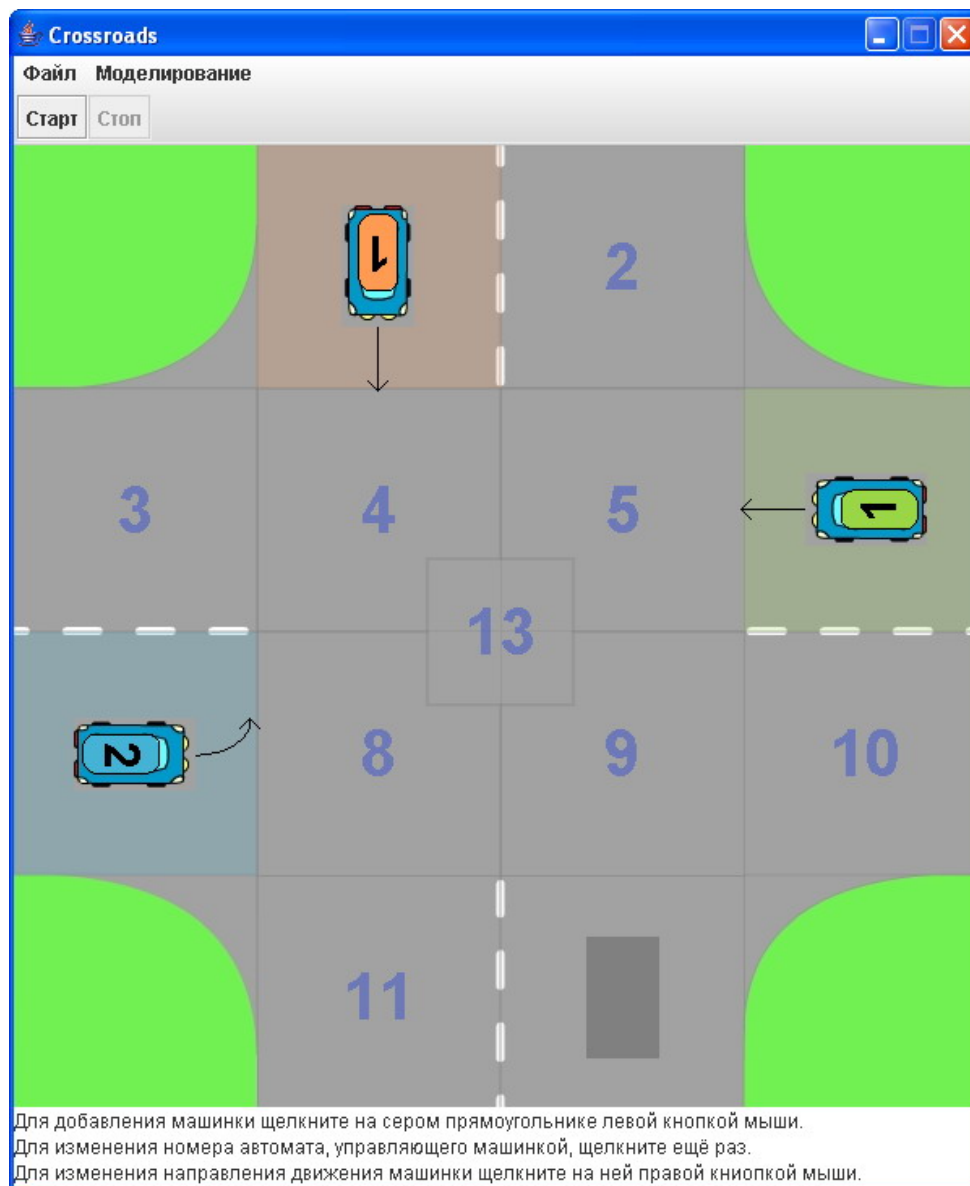 Crossroads
Файл Моделирование
Старт Стоп
1 2
3 4 5 1
13
2 8 9 10
11
Для добавления машинки щелкните на сером прямоугольнике левой кнопкой мыши.
Для изменения номера автомата, управляющего машинкой, щелкните ещё раз.
Для изменения направления движения машинки щелкните на ней правой книопкой мыши.